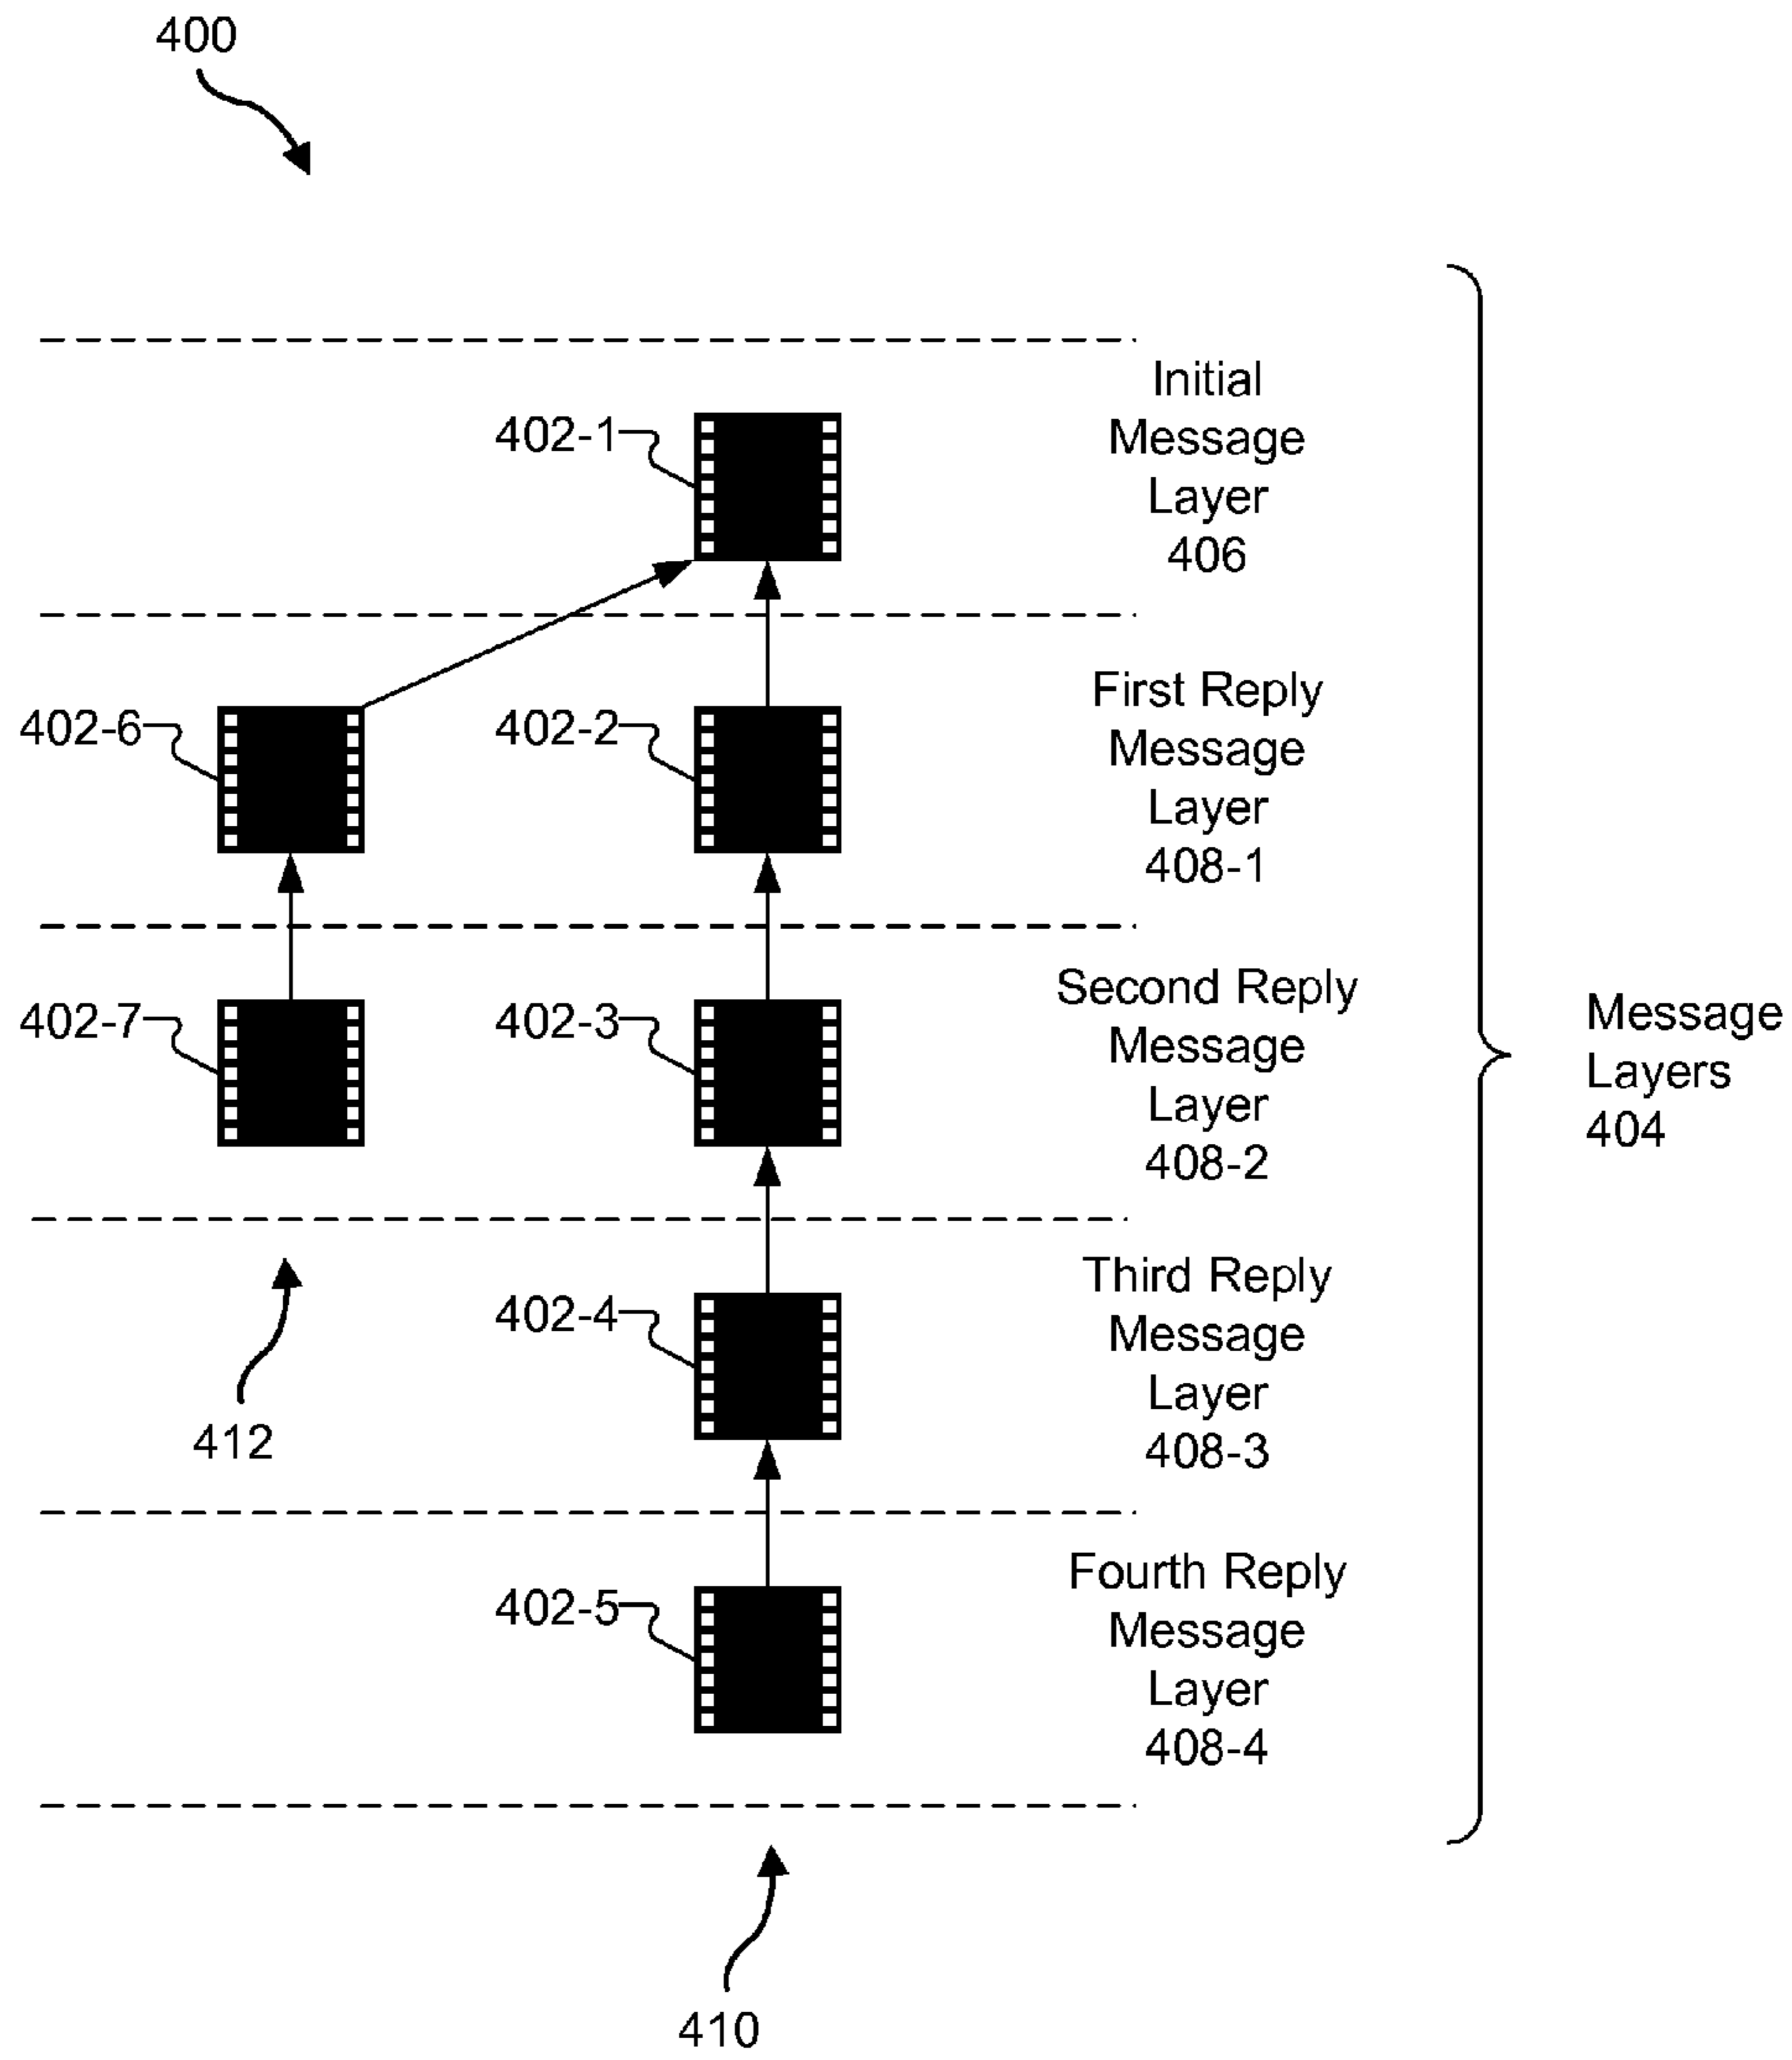 400
Initial
Message
Layer
406
402-1
First Reply
Message
Layer
408-1
402-6
402-2
Second Reply
Message
Layer
408-2
402-7
402-3
Message
Layers
404
Third Reply
Message
Layer
408-3
402-4
412
Fourth Reply
Message
Layer
408-4
402-5
410